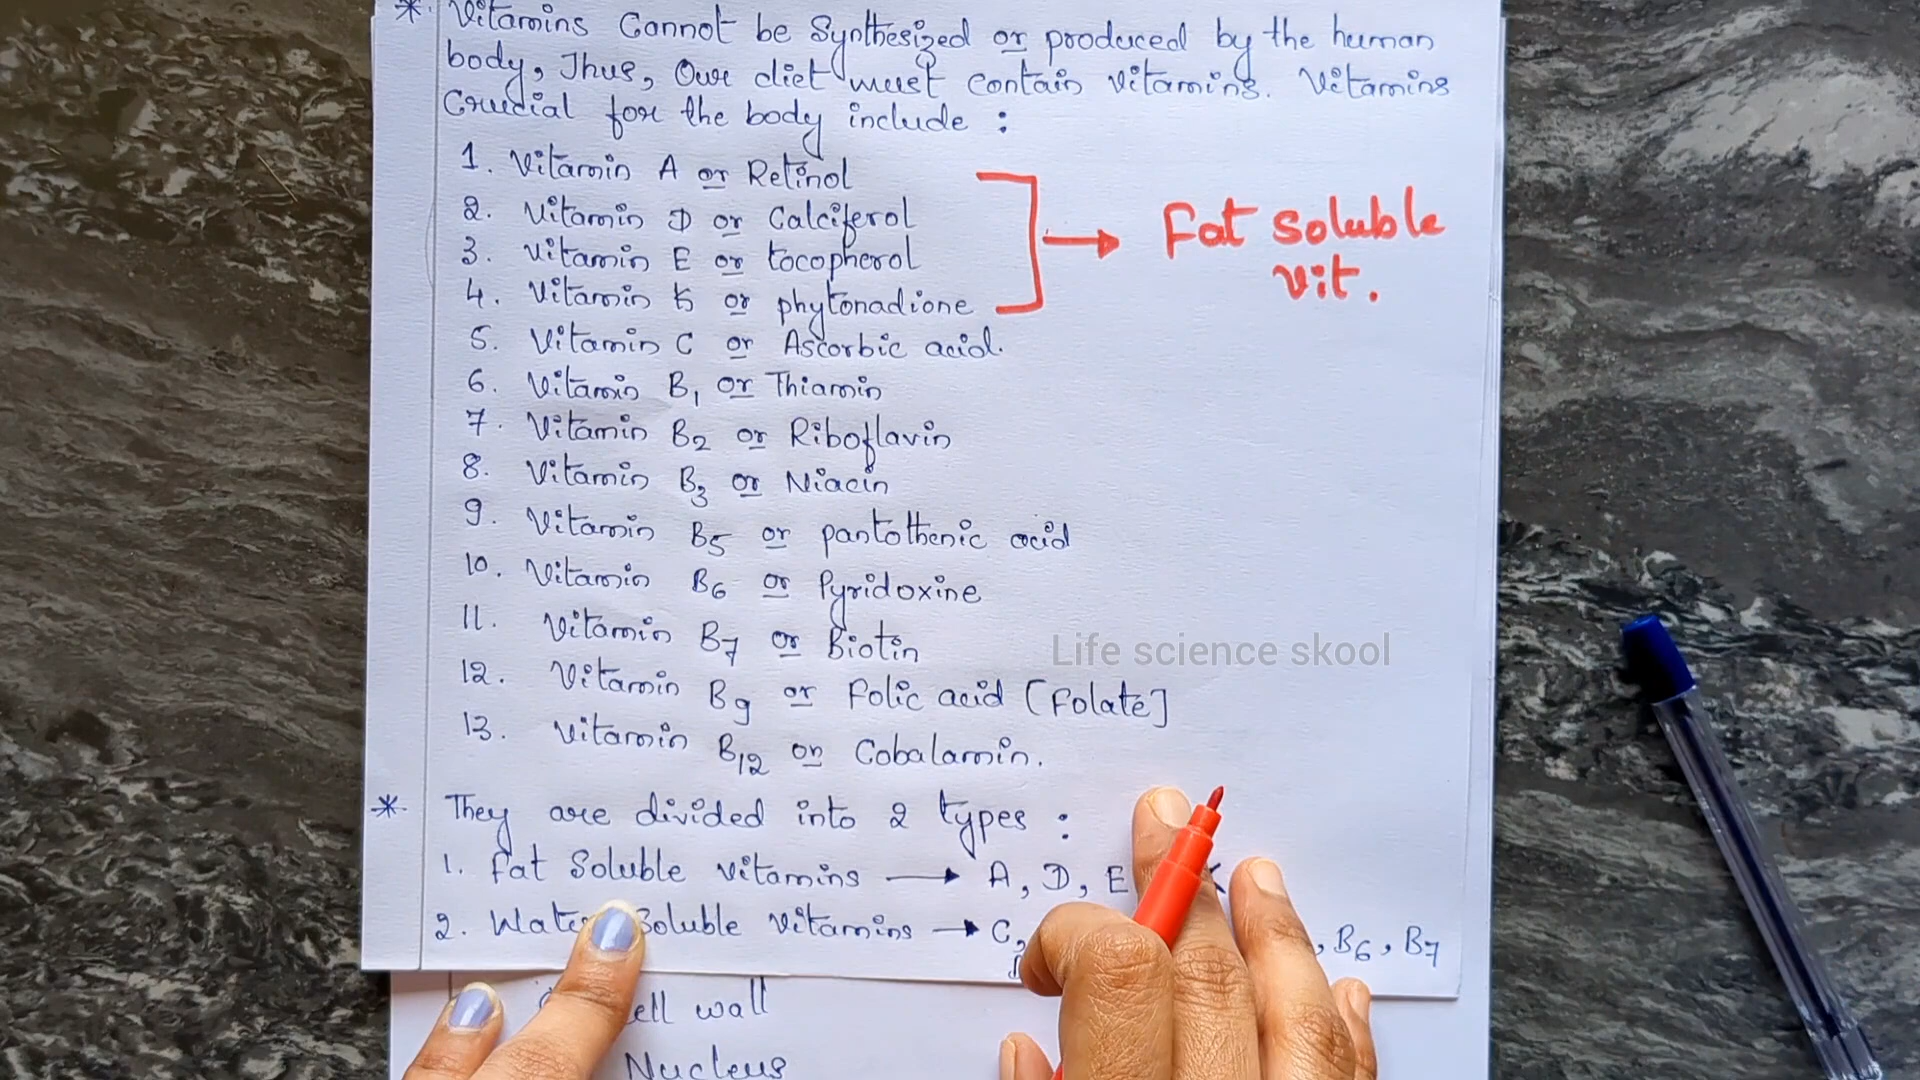 * Vitamins Cannot be Synthesized or produced by the human
body, Thus, Our diet must contain vitamins. Vitamins
Crucial for the body include :
1. Vitamin A or Retinol
2. Vitamin D or Calciferol
3. Vitamin E or tocopherol
4. Vitamin K or phytonadione
Fat Soluble
Vit.
5. Vitamin C or Ascorbic acid.
6. Vitamin B1 or Thiamin
7. Vitamin B2 or Riboflavin
8. Vitamin B3 or Niacin
9. Vitamin B5 or pantothenic acid
10. Vitamin B6 or Pyridoxine
11. Vitamin B7 or Biotin
Life science skool
12. Vitamin B9 or Folic acid [Folate]
13. Vitamin B12 or Cobalamin.
* They are divided into 2 types :
1. Fat Soluble vitamins → A, D, E K
2. Water Soluble Vitamins → C, , B6, B7
ell wall
Nucleus